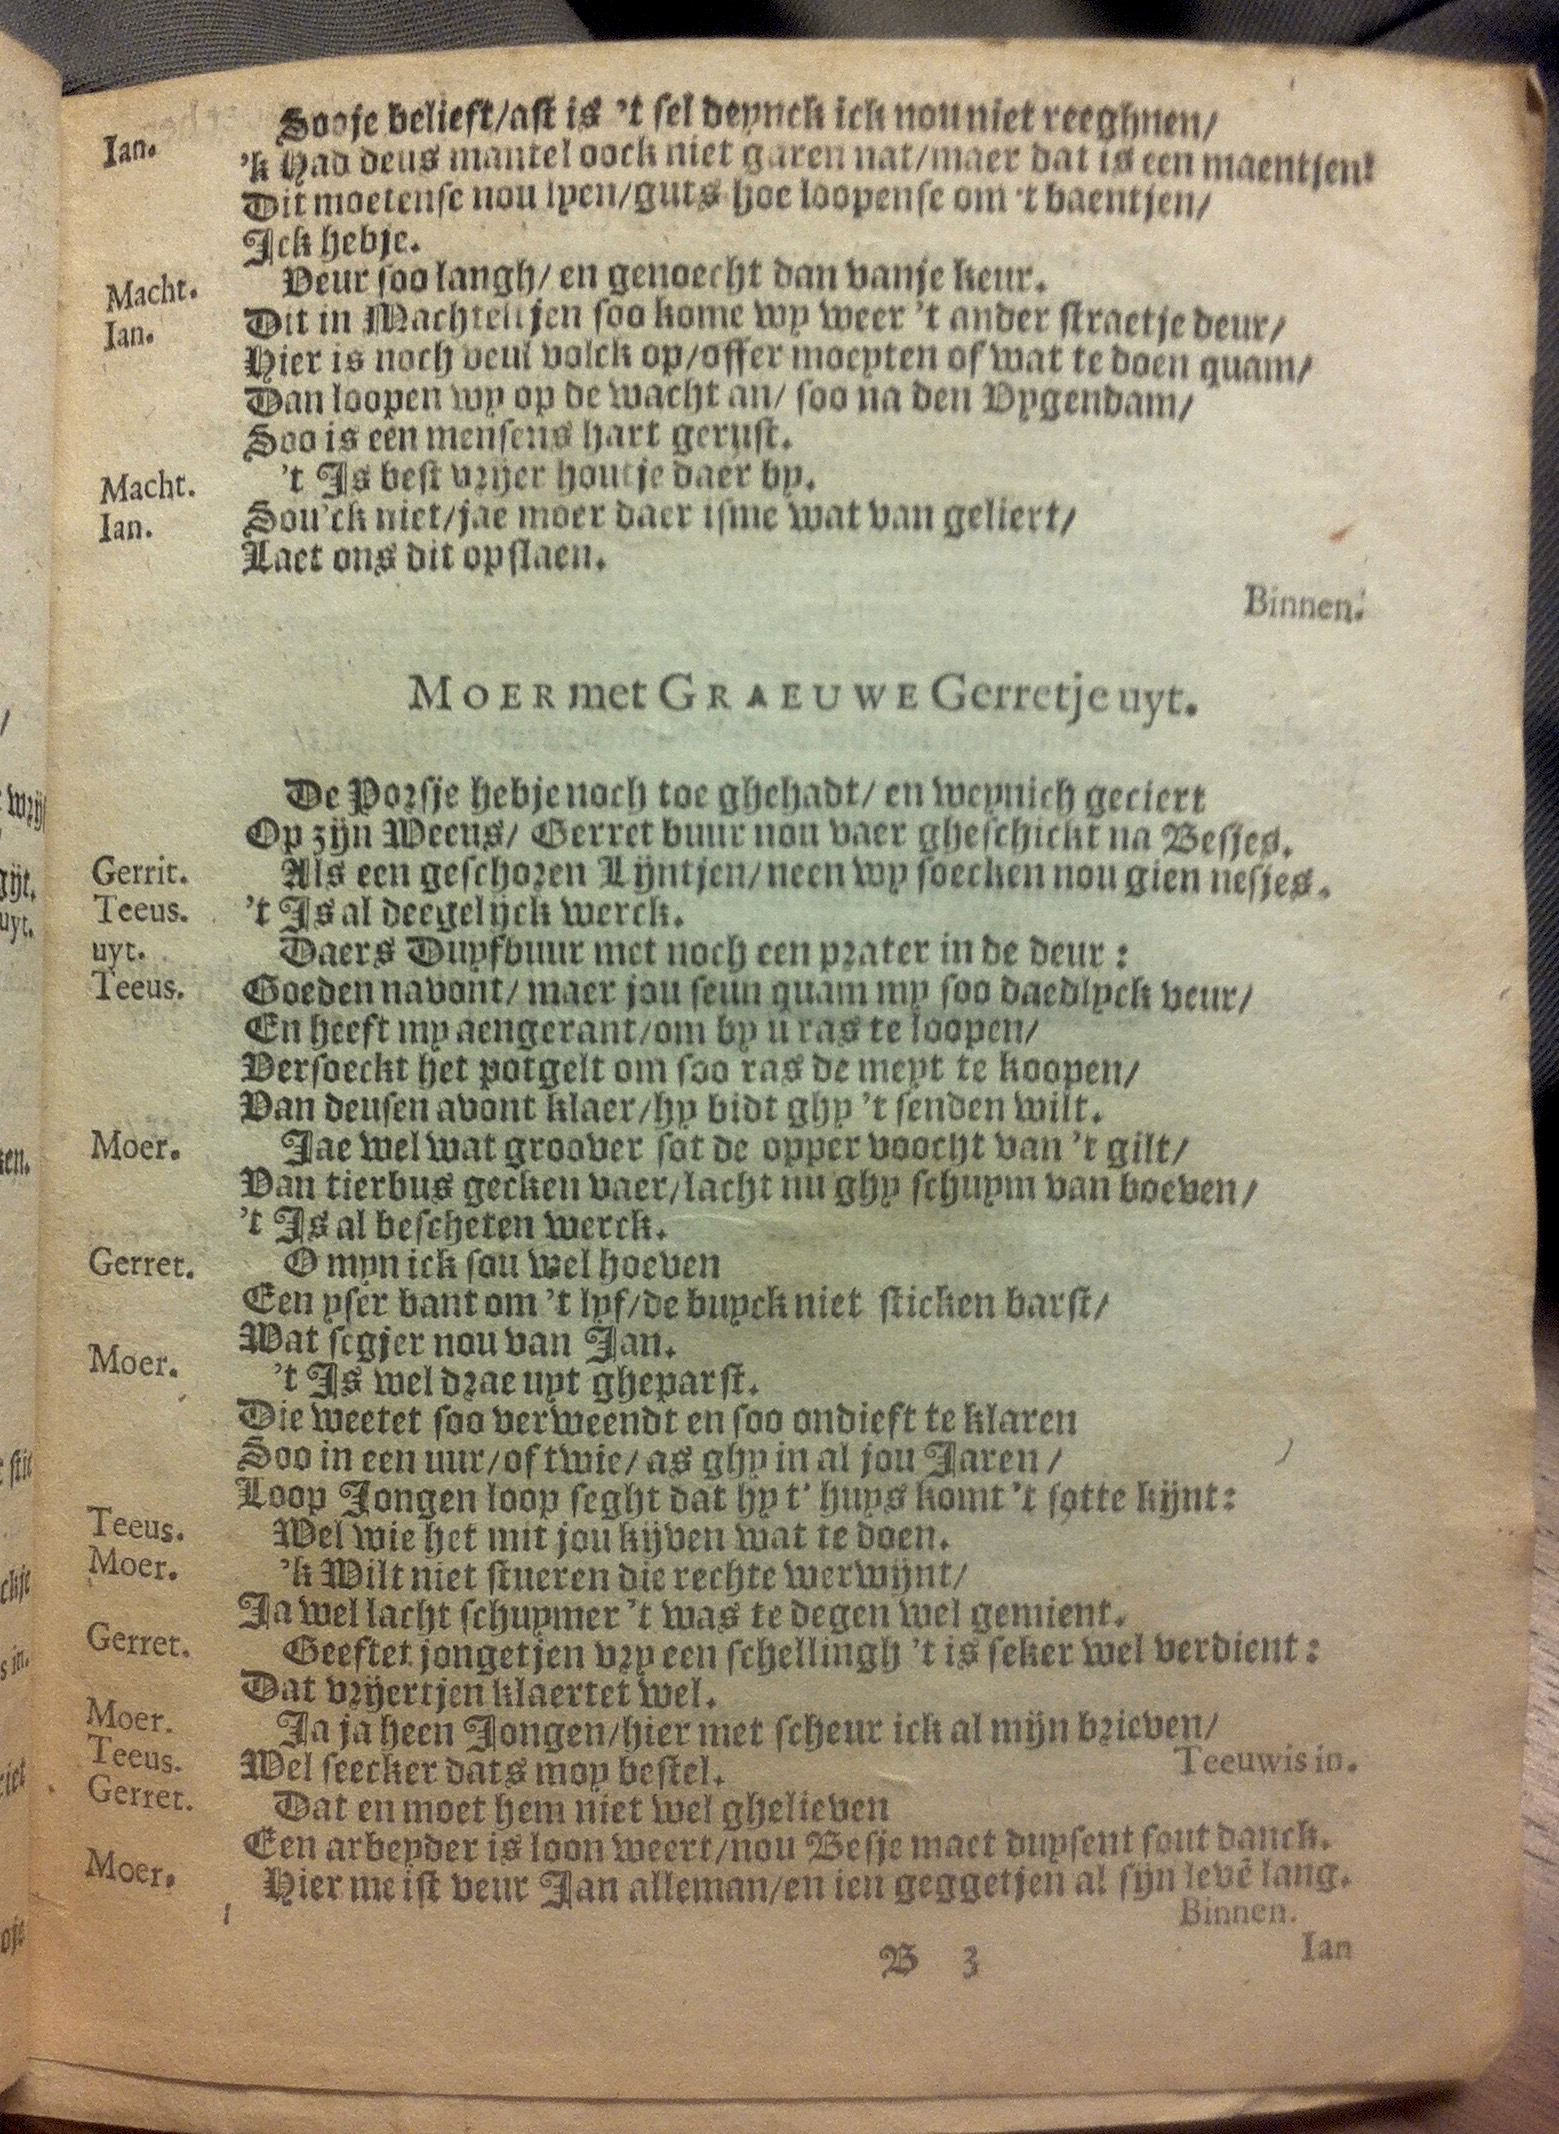 Ian. Sooje belieft/ast is 't sel deynck ick nou niet reeghnen/
'k Had deus mantel oock niet garen nat/maer dat is een maentjen!
Dit moetense nou lyen/guts hoe loopense om 't baentjen/
Ick hebje.
Macht. Veur soo langh/ en genoecht dan vanje keur.
Ian. Dit in Machteltjen soo kome wy weer 't ander straetje deur/
Hier is noch veul volck op/offer moeyten of wat te doen quam/
Dan loopen wy op de wacht an/ soo na den Vygendam/
Soo is een mensens hart gerust.
Macht. 't Is best vrijer houtje daer by.
Ian. Sou'ck niet/jae moer daer isme wat van geliert/
Laet ons dit opslaen.
Binnen.
MOER met GRAEUWE Gerretje uyt.
De Porsje hebje noch toe ghehadt/ en weynich geciert
Op zijn Weeus/ Gerret buur nou vaer gheschickt na Besjes.
Gerrit. Als een geschoren Lijntjen/neen wy soecken nou gien nesjes.
Teeus. 't Is al deegelijck werck.
uyt. Daers Duyfbuur met noch een prater in de deur:
Teeus. Goeden navont/ maer jou seun quam my soo daedlyck veur/
En heeft my aengerant/om by u ras te loopen/
Versoeckt het potgelt om soo ras de meyt te koopen/
Van deusen avont klaer/hy bidt ghy 't senden wilt.
Moer. Jae wel wat groover sot de opper voocht van 't gilt/
Van tierbus gecken vaer/lacht nu ghy schuym van boeven/
't Is al bescheten werck.
Gerret. O myn ick sou wel hoeven
Een yser bant om 't lyf/de buyck niet sticken barst/
Wat segjer nou van Jan.
Moer. 't Is wel drae uyt gheparst.
Die weetet soo verweendt en soo ondieft te klaren
Soo in een uur/of twie/ as ghy in al jou Jaren/
Loop Jongen loop seght dat hy t' huys komt 't sotte kijnt:
Teeus. Wel wie het mit jou kijven wat te doen.
Moer. 'k Wilt niet stueren die rechte werwijnt/
Ja wel lacht schuymer 't was te degen wel gemient.
Gerret. Geeftet jongetjen vry een schellingh 't is seker wel verdient:
Dat vrijertjen klaertet wel.
Moer. Ja ja heen Jongen/hier met scheur ick al mijn brieven/
Teeus. Wel seecker dats moy bestel. Teeuwis in.
Gerret. Dat en moet hem niet wel ghelieven
Een arbeyder is loon weert/nou Besje maet duysent sout danck.
Moer. Hier me ist veur Jan alleman/en ien geggetjen al sijn levē lang.
Binnen.
B 3 Ian